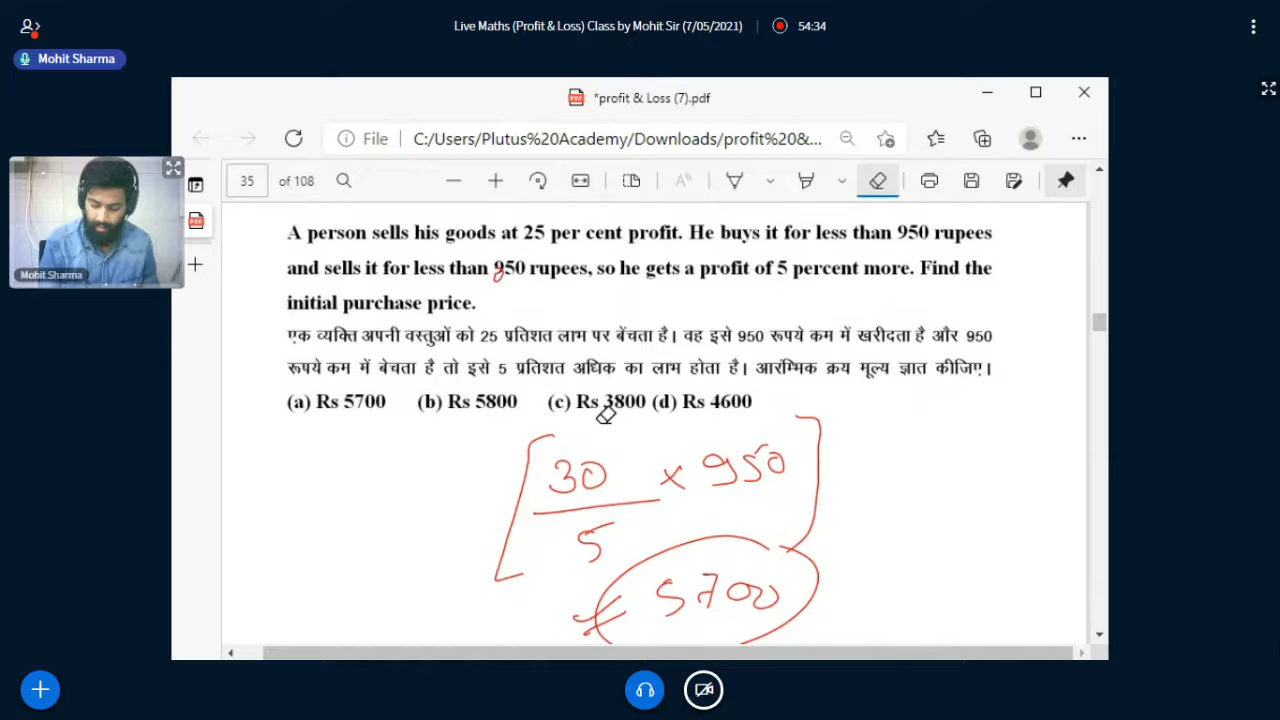 Live Maths (Profit & Loss) Class by Mohit Sir (7/05/2021) 54:34
Mohit Sharma
*profit & Loss (7).pdf
File C:/Users/Plutus%20Academy/Downloads/profit%20&...
35 of 108
Mohit Sharma
A person sells his goods at 25 per cent profit. He buys it for less than 950 rupees
and sells it for less than 950 rupees, so he gets a profit of 5 percent more. Find the
initial purchase price.
एक व्यक्ति अपनी वस्तुओं को 25 प्रतिशत लाभ पर बेंचता है। वह इसे 950 रूपये कम में खरीदता है और 950
रूपये कम में बेचता है तो इसे 5 प्रतिशत अधिक का लाभ होता है। आरंम्भिक क्रय मूल्य ज्ञात कीजिए।
(a) Rs 5700 (b) Rs 5800 (c) Rs 3800 (d) Rs 4600
30 × 950
5
5700